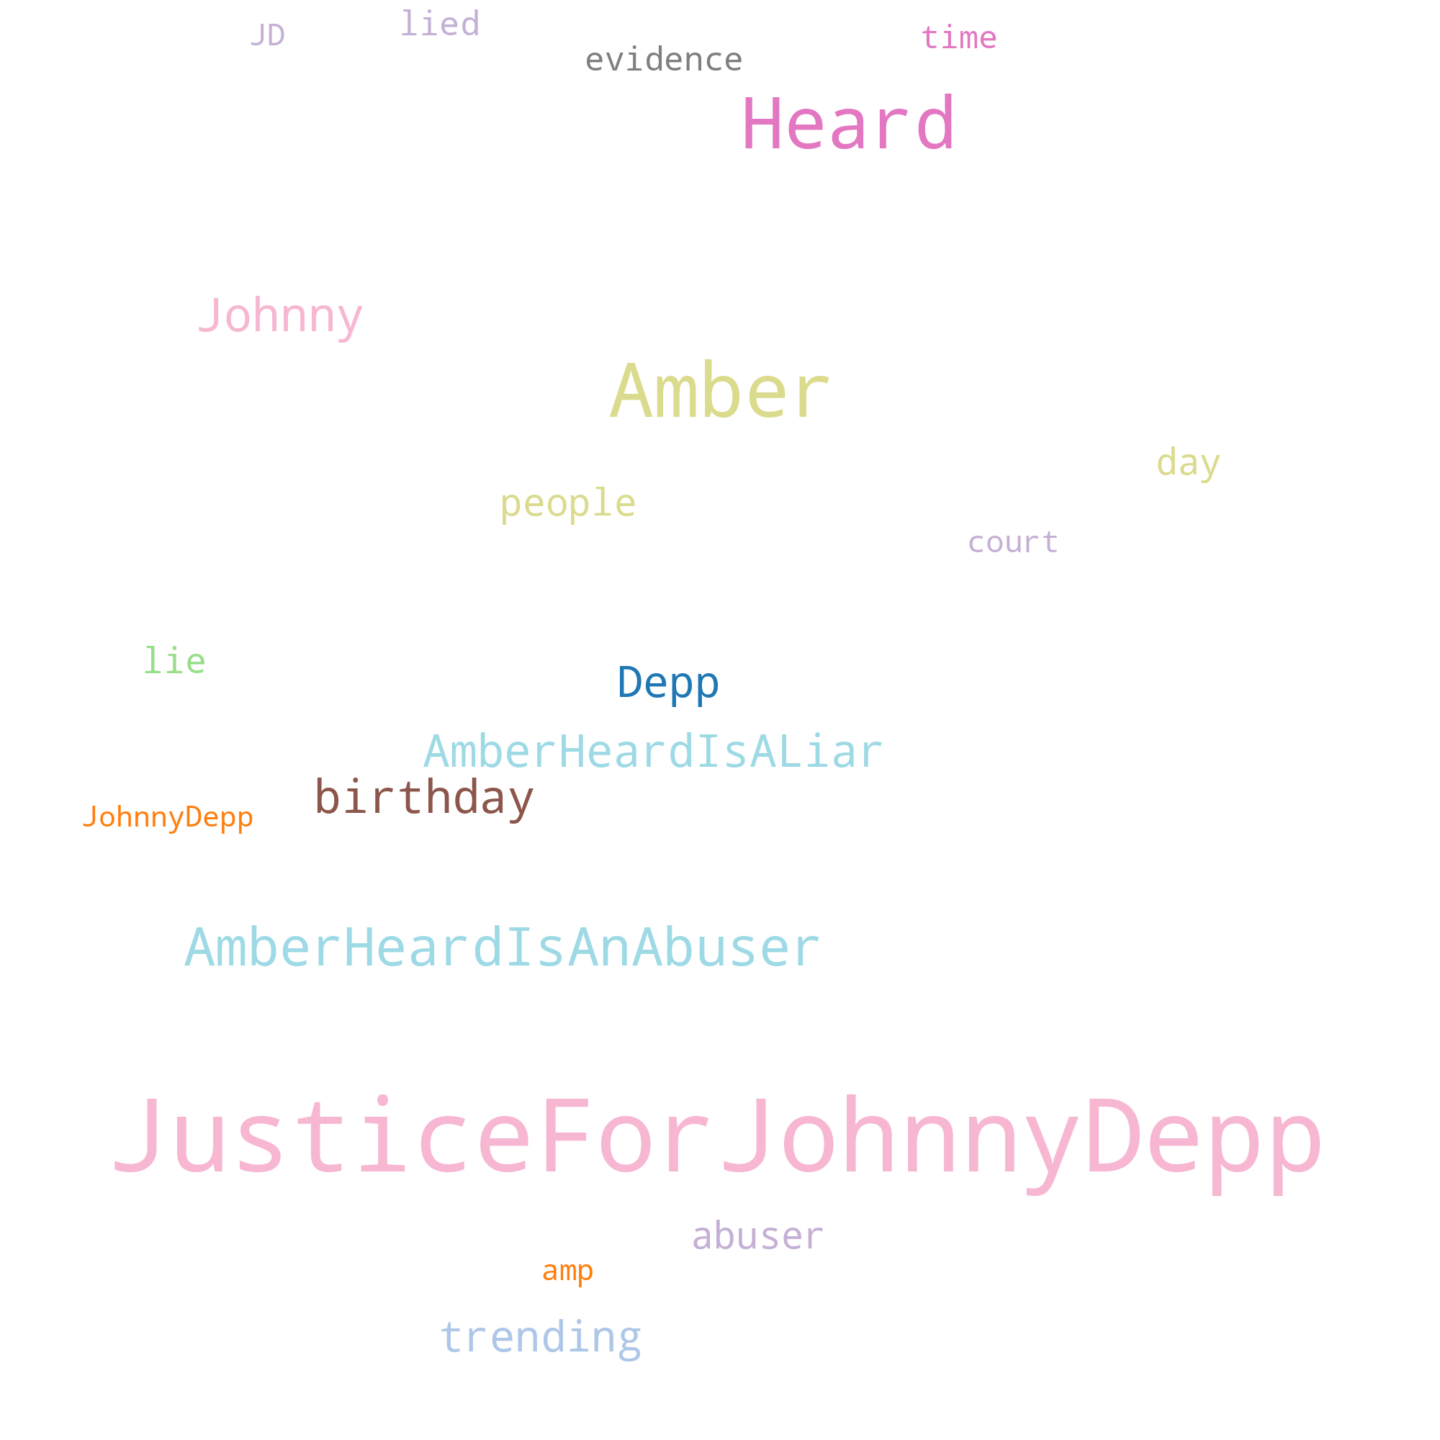 JD
lied
time
evidence
Heard
Johnny
Amber
day
people
court
lie
Depp
AmberHeardIsALiar
birthday
JohnnyDepp
AmberHeardIsAnAbuser
JusticeForJohnnyDepp
abuser
amp
trending